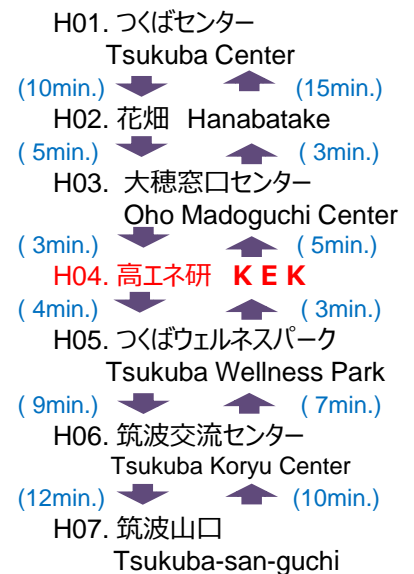 H01. つくばセンター
Tsukuba Center
(10min.) (15min.)
H02. 花畑 Hanabatake
( 5min.) ( 3min.)
H03. 大穂窓口センター
Oho Madoguchi Center
( 3min.) ( 5min.)
H04. 高エネ研 K E K
( 4min.) ( 3min.)
H05. つくばウェルネスパーク
Tsukuba Wellness Park
( 9min.) ( 7min.)
H06. 筑波交流センター
Tsukuba Koryu Center
(12min.) (10min.)
H07. 筑波山口
Tsukuba-san-guchi